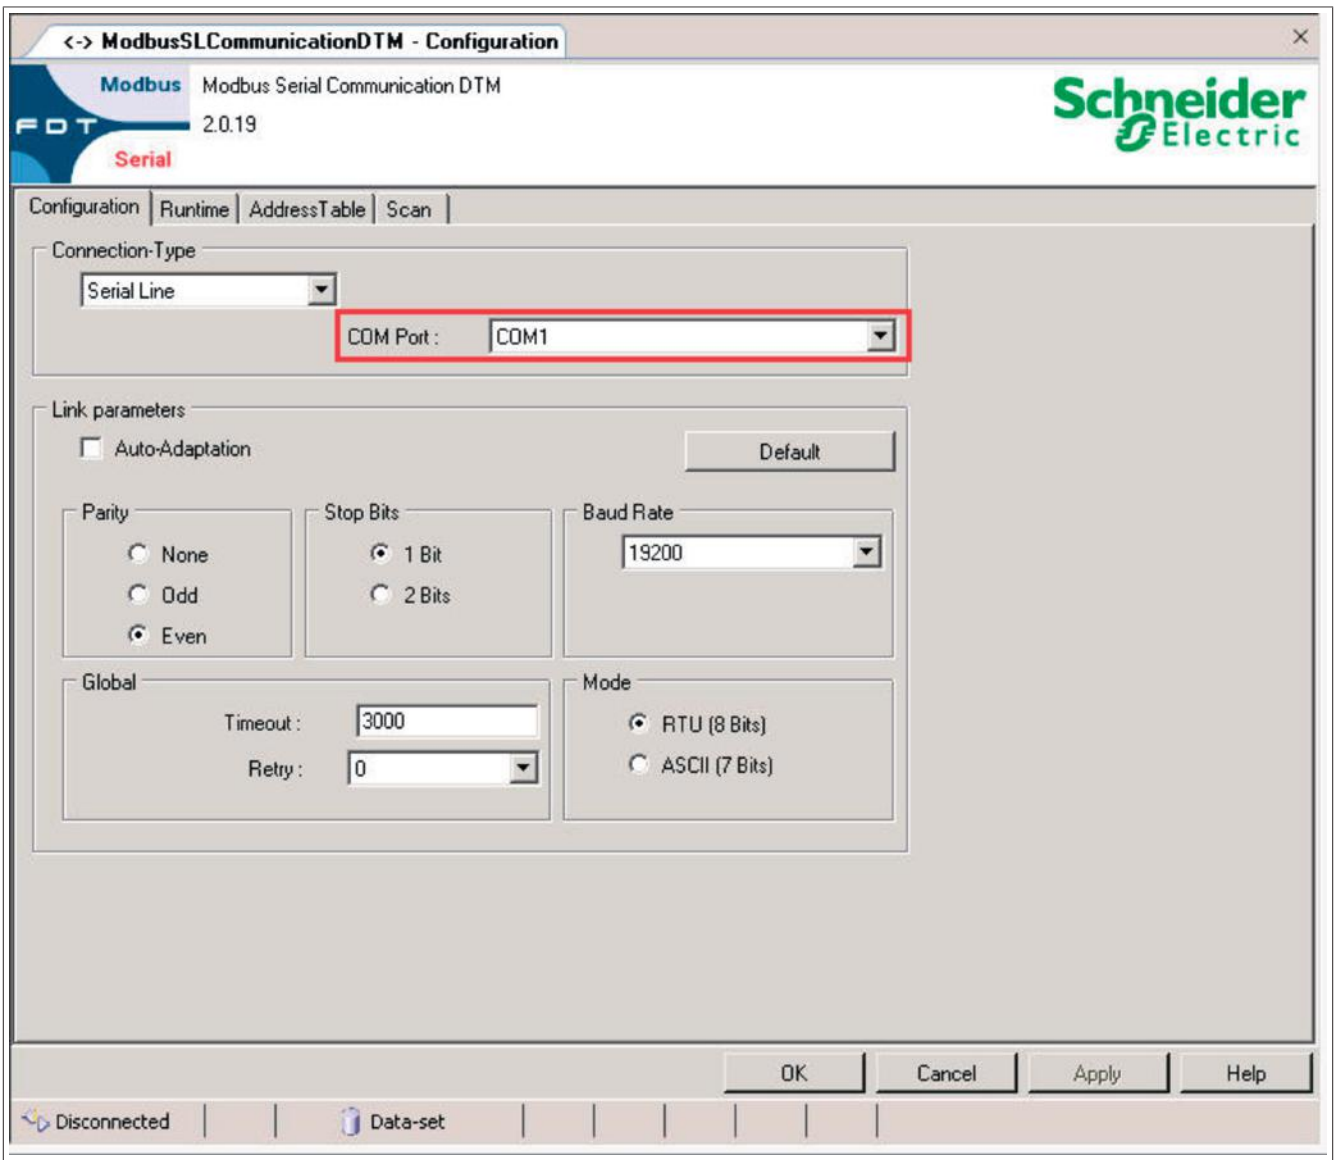 <-> ModbusSLCommunicationDTM - Configuration
Modbus Modbus Serial Communication DTM
FDT 2.0.19
Serial
Schneider
Electric
Configuration Runtime AddressTable Scan
Connection-Type
Serial Line
COM Port : COM1
Link parameters
Auto-Adaptation Default
Parity Stop Bits Baud Rate
None 1 Bit 19200
Odd 2 Bits
Even
Global Mode
Timeout : 3000 RTU (8 Bits)
Retry : 0 ASCII (7 Bits)
OK Cancel Apply Help
Disconnected Data-set